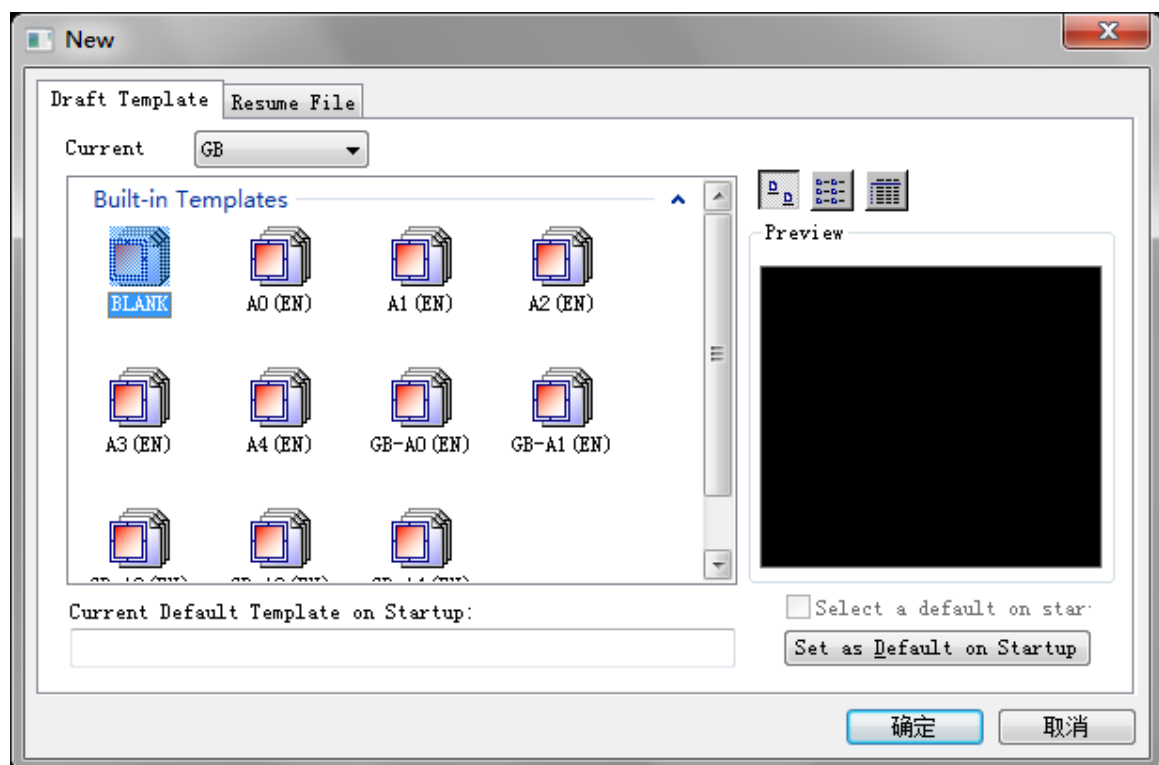 New
Draft Template
Resume File
Current
GB
Built-in Templates
Preview
BLANK
A0 (EN)
A1 (EN)
A2 (EN)
A3 (EN)
A4 (EN)
GB-A0 (EN)
GB-A1 (EN)
Current Default Template on Startup:
Select a default on star
Set as Default on Startup
确定
取消